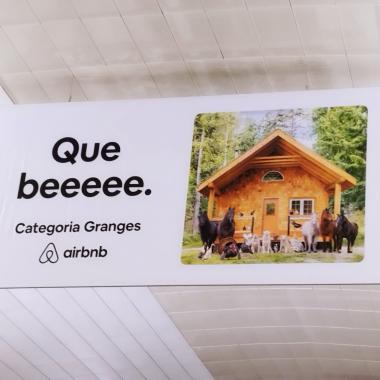 Que
beeeee.
Categoria Granges
airbnb